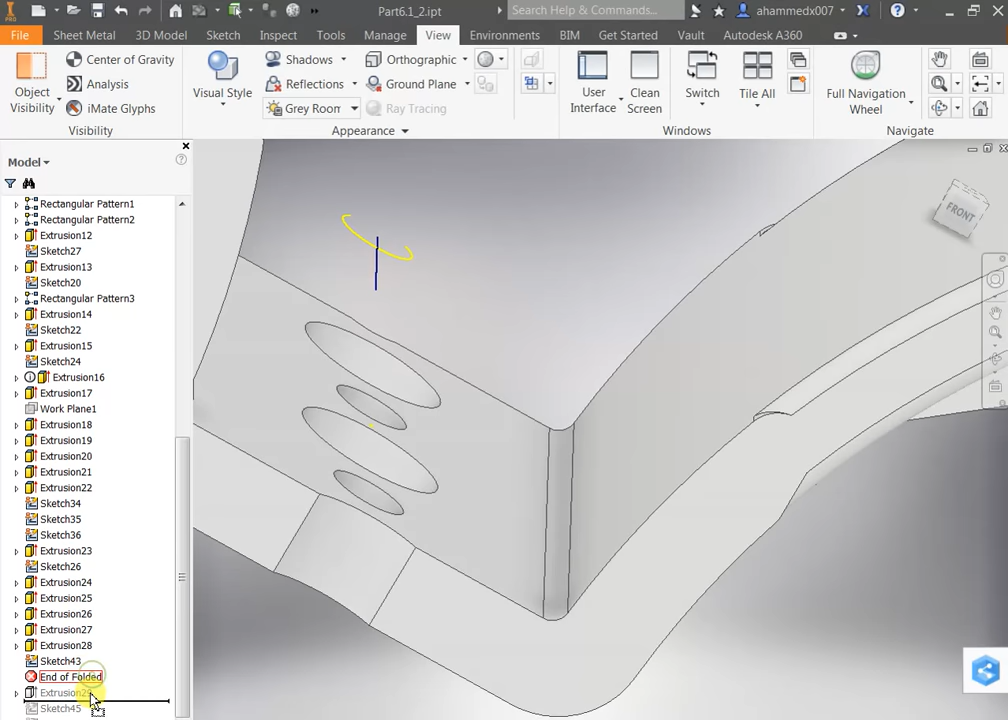 PRO
Part6.1_2.ipt
Search Help & Commands...
ahammedx007
File
Sheet Metal
3D Model
Sketch
Inspect
Tools
Manage
View
Environments
BIM
Get Started
Vault
Autodesk A360
Object Visibility
Center of Gravity
Analysis
iMate Glyphs
Visibility
Visual Style
Shadows
Reflections
Grey Room
Orthographic
Ground Plane
Ray Tracing
Appearance
User Interface
Clean Screen
Switch
Tile All
Windows
Full Navigation Wheel
Navigate
Model
Rectangular Pattern1
Rectangular Pattern2
Extrusion12
Sketch27
Extrusion13
Sketch20
Rectangular Pattern3
Extrusion14
Sketch22
Extrusion15
Sketch24
Extrusion16
Extrusion17
Work Plane1
Extrusion18
Extrusion19
Extrusion20
Extrusion21
Extrusion22
Sketch34
Sketch35
Sketch36
Extrusion23
Sketch26
Extrusion24
Extrusion25
Extrusion26
Extrusion27
Extrusion28
Sketch43
End of Folded
Extrusion29
Sketch45
FRONT